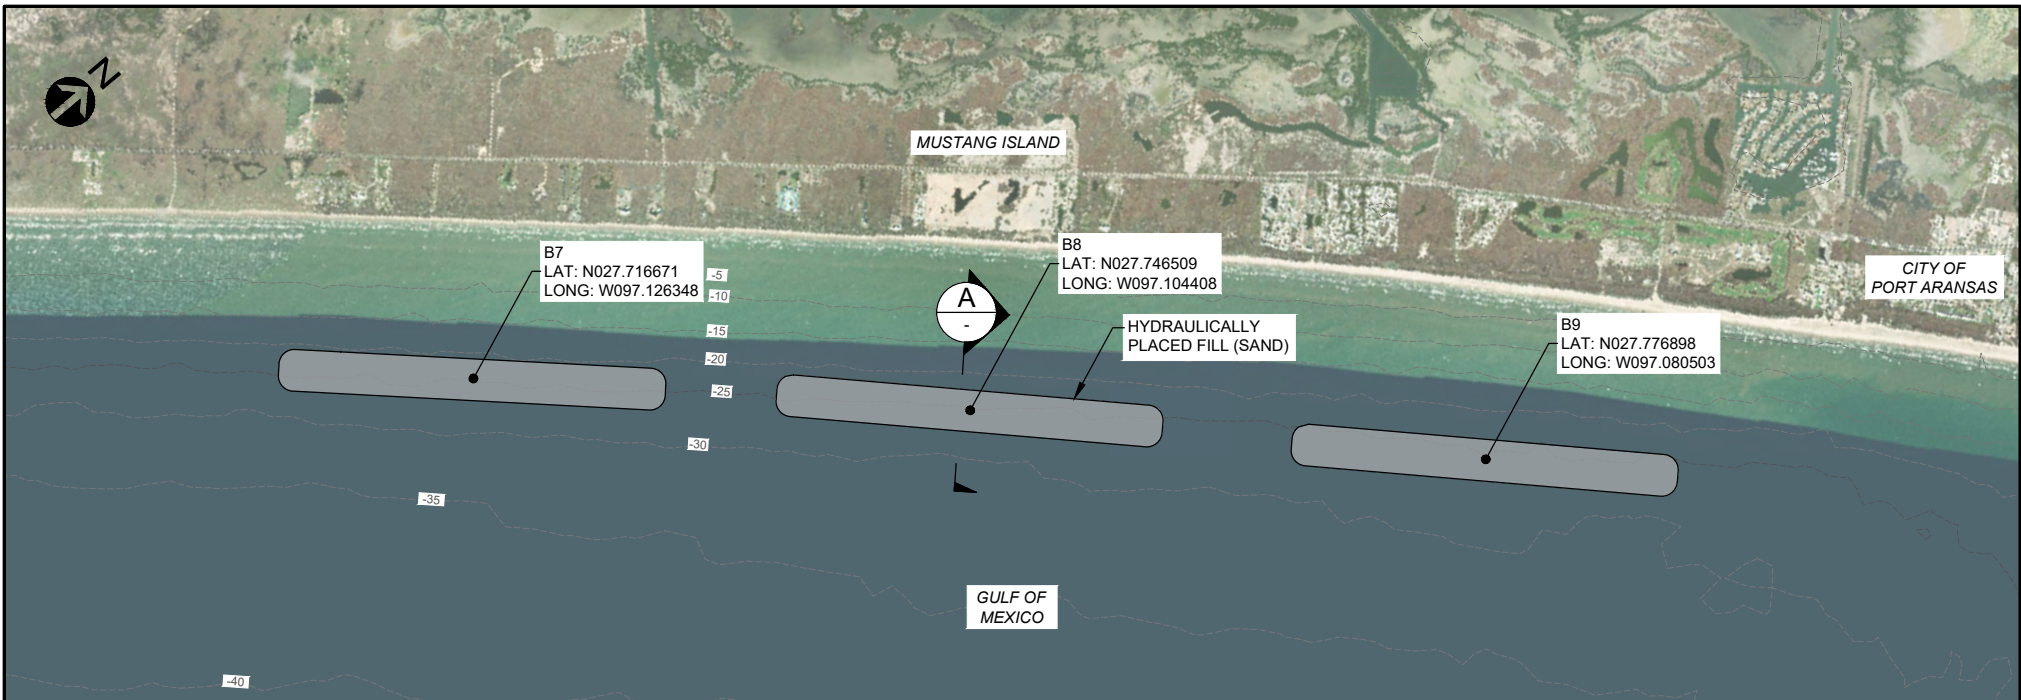 N
MUSTANG ISLAND
B7
LAT: N027.716671
LONG: W097.126348
B8
LAT: N027.746509
LONG: W097.104408
CITY OF
PORT ARANSAS
A
-
HYDRAULICALLY
PLACED FILL (SAND)
B9
LAT: N027.776898
LONG: W097.080503
-5
-10
-15
-20
-25
-30
-35
-40
GULF OF
MEXICO